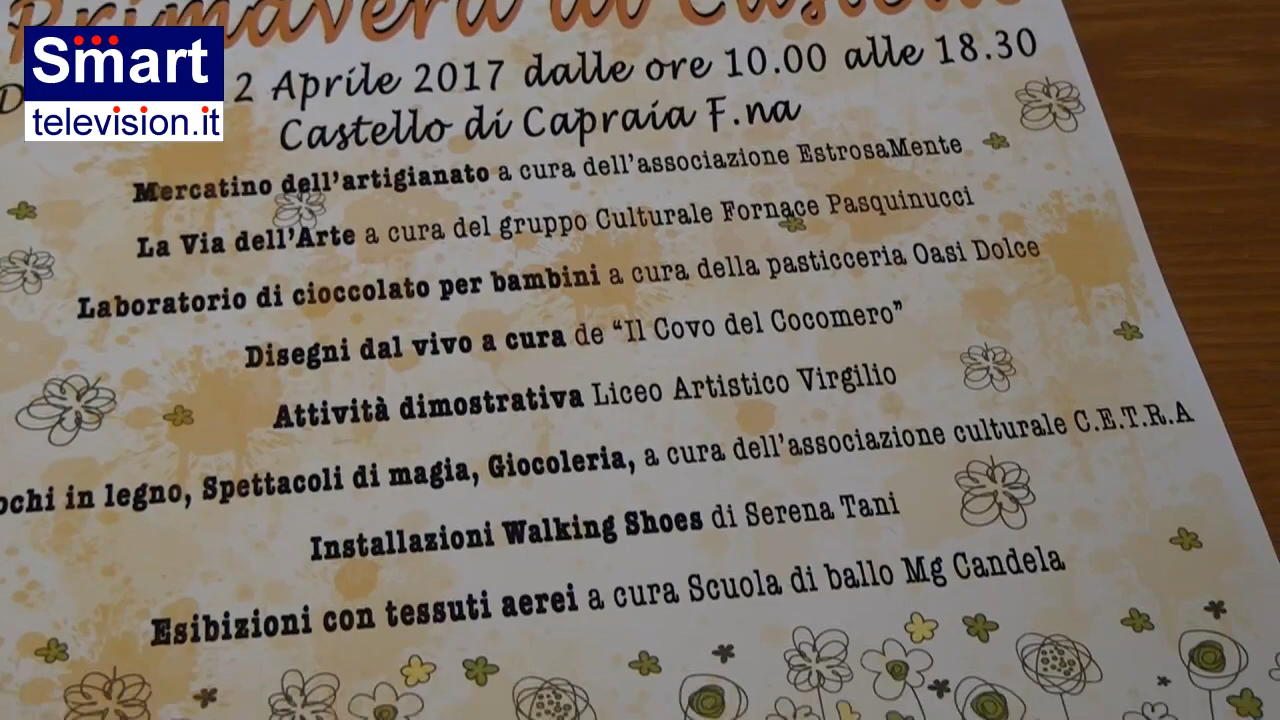 Primavera al Castello
Smart
television.it
2 Aprile 2017 dalle ore 10.00 alle 18.30
Castello di Capraia F.na
Mercatino dell'artigianato a cura dell'associazione EstrosaMente
La Via dell'Arte a cura del gruppo Culturale Fornace Pasquinucci
Laboratorio di cioccolato per bambini a cura della pasticceria Oasi Dolce
Disegni dal vivo a cura de "Il Covo del Cocomero"
Attività dimostrativa Liceo Artistico Virgilio
ochi in legno, Spettacoli di magia, Giocoleria, a cura dell'associazione culturale C.E.T.R.A
Installazioni Walking Shoes di Serena Tani
Esibizioni con tessuti aerei a cura Scuola di ballo Mg Candela